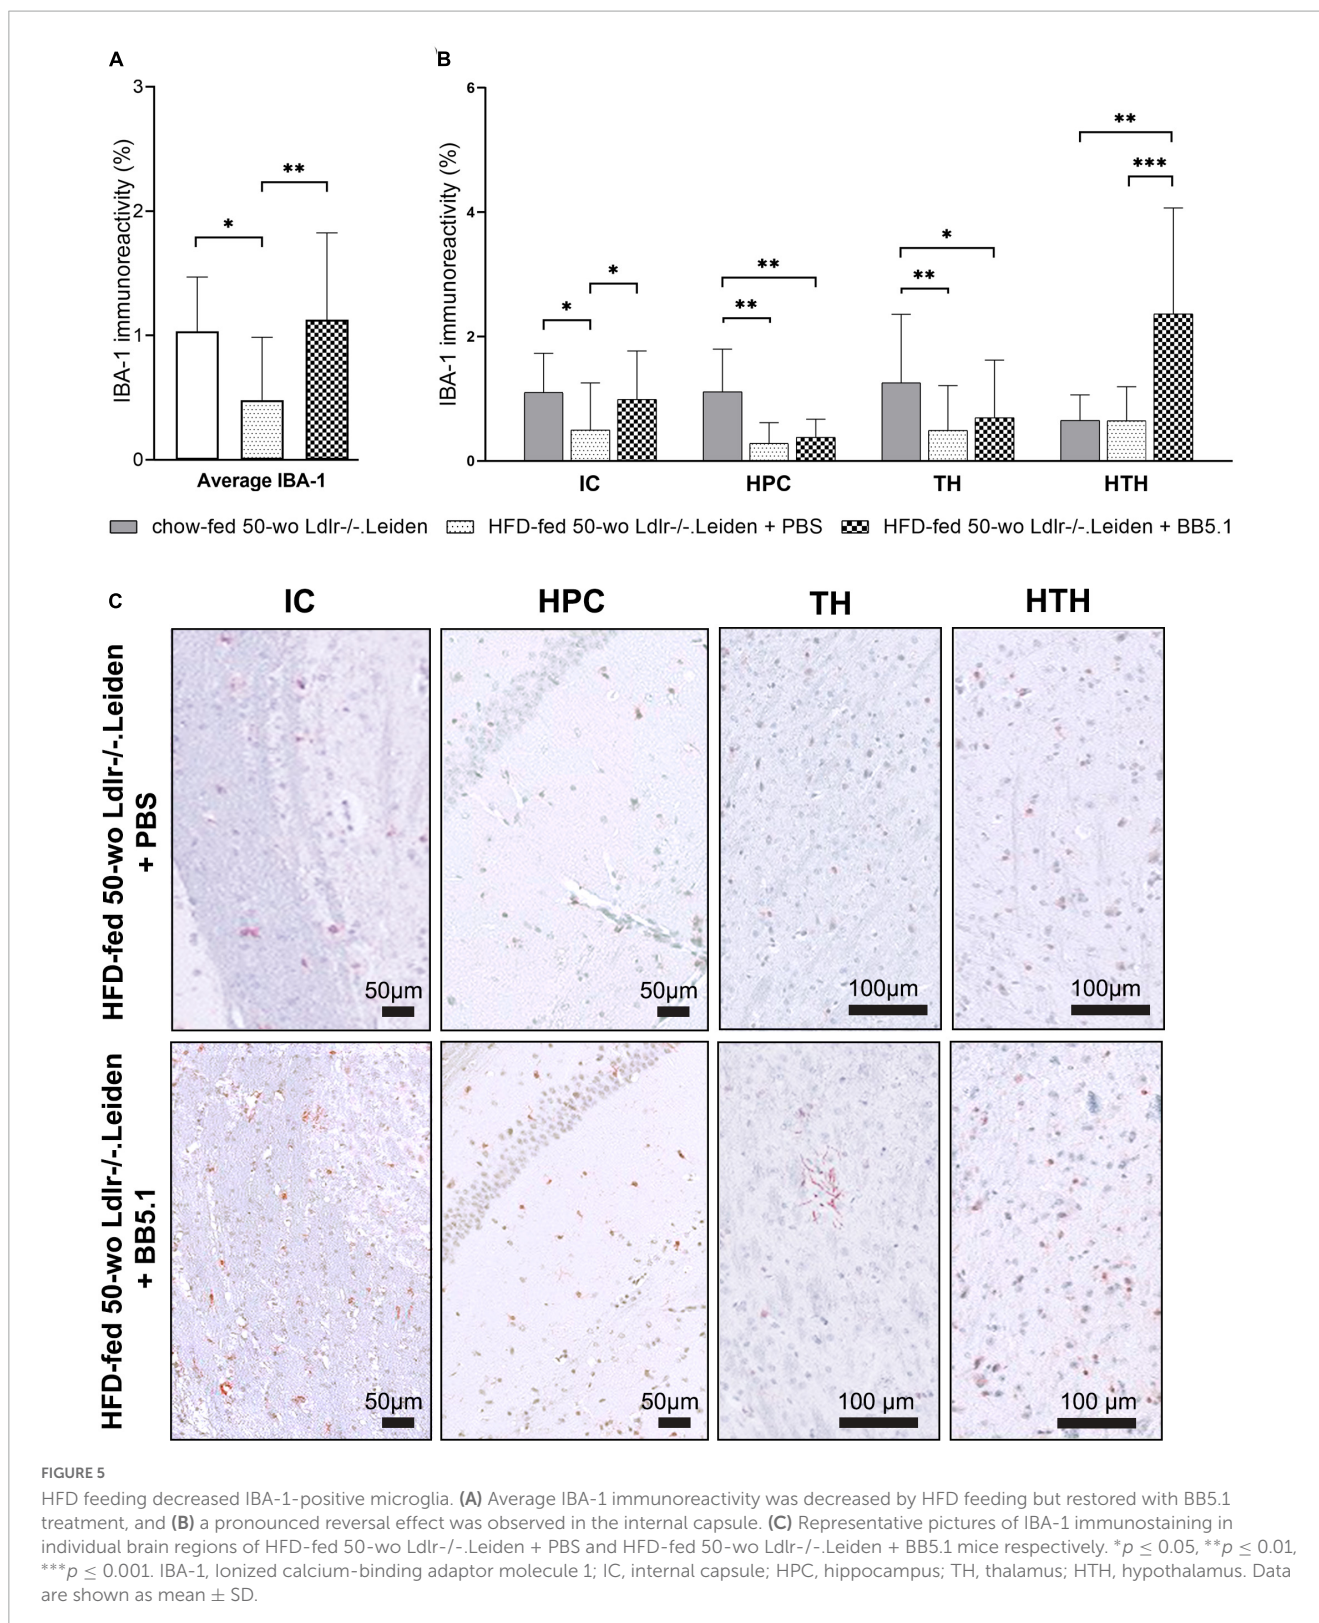 A
B
3
2
1
0
IBA-1 immunoreactivity (%)
*
**
Average IBA-1
6
4
2
0
IBA-1 immunoreactivity (%)
*
*
**
**
**
*
**
***
IC
HPC
TH
HTH
chow-fed 50-wo Ldlr-/-.Leiden
HFD-fed 50-wo Ldlr-/-.Leiden + PBS
HFD-fed 50-wo Ldlr-/-.Leiden + BB5.1
C
IC
HPC
TH
HTH
HFD-fed 50-wo Ldlr-/-.Leiden
+ PBS
50µm
50µm
100µm
100µm
HFD-fed 50-wo Ldlr-/-.Leiden
+ BB5.1
50µm
50µm
100 µm
100 µm
FIGURE 5
HFD feeding decreased IBA-1-positive microglia. (A) Average IBA-1 immunoreactivity was decreased by HFD feeding but restored with BB5.1
treatment, and (B) a pronounced reversal effect was observed in the internal capsule. (C) Representative pictures of IBA-1 immunostaining in
individual brain regions of HFD-fed 50-wo Ldlr-/-.Leiden + PBS and HFD-fed 50-wo Ldlr-/-.Leiden + BB5.1 mice respectively. *p ≤ 0.05, **p ≤ 0.01,
***p ≤ 0.001. IBA-1, Ionized calcium-binding adaptor molecule 1; IC, internal capsule; HPC, hippocampus; TH, thalamus; HTH, hypothalamus. Data
are shown as mean ± SD.